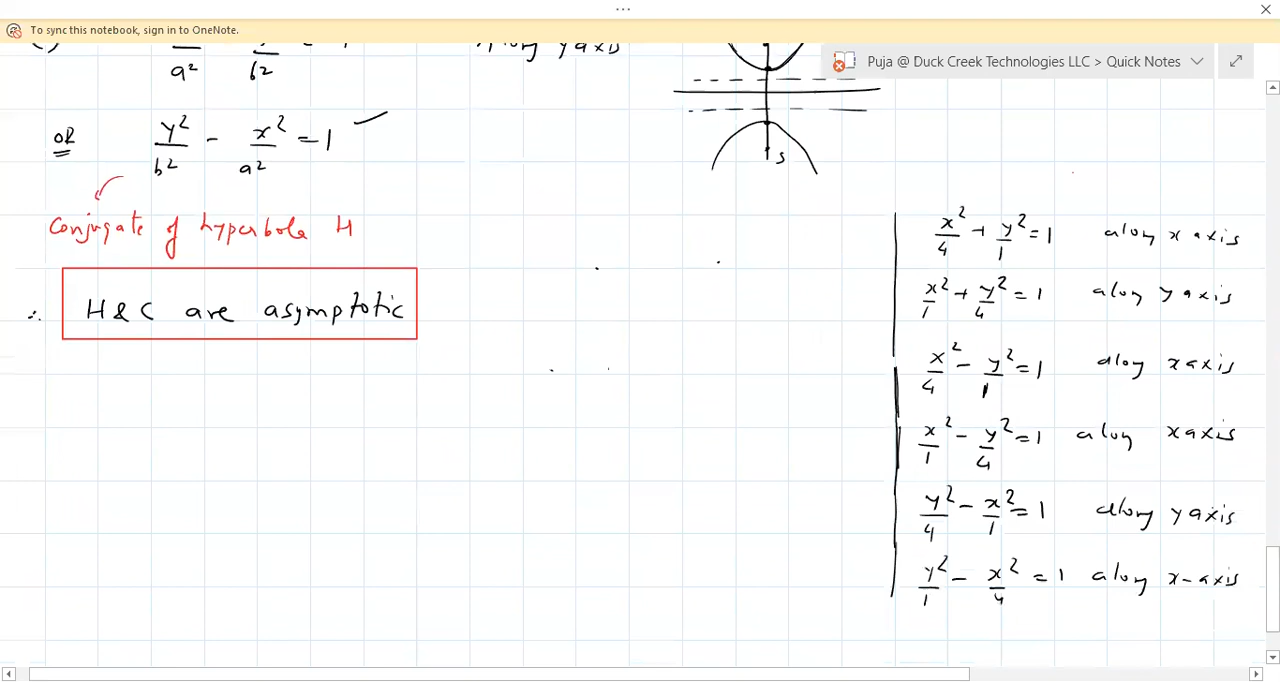 ...
To sync this notebook, sign in to OneNote.
Puja @ Duck Creek Technologies LLC > Quick Notes
a² b² along y axis
OR y²/b² - x²/a² = 1
S
Conjugate of hyperbola H
∴ H & C are asymptotic
x²/4 + y²/1 = 1 along x axis
x²/1 + y²/4 = 1 along y axis
x²/4 - y²/1 = 1 along x axis
x²/1 - y²/4 = 1 along x axis
y²/4 - x²/1 = 1 along y axis
y²/1 - x²/4 = 1 along x-axis